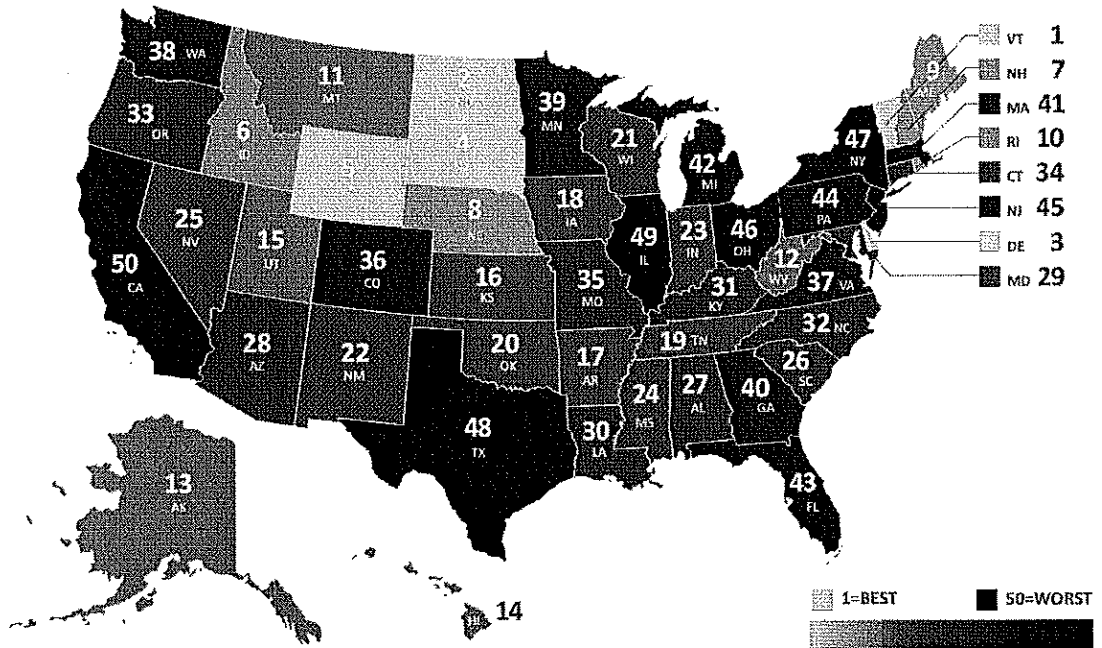 38 WA
33 OR
6 ID
11 MT
2
4
39 MN
21 WI
42 MI
47 NY
9
VT 1
NH 7
MA 41
RI 10
CT 34
NJ 45
DE 3
MD 29
50 CA
25 NV
15 UT
36 CO
8
18 IA
16 KS
35 MO
49 IL
23 IN
46 OH
44 PA
12 WV
37 VA
31 KY
32 NC
19 TN
26 SC
28 AZ
22 NM
20 OK
17 AR
24 MS
27 AL
40 GA
48 TX
30 LA
43 FL
13 AK
14
1=BEST
50=WORST